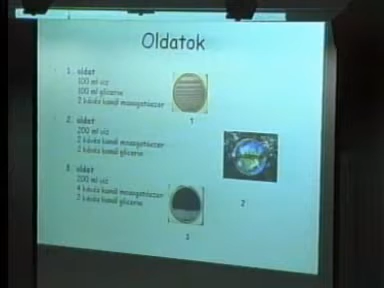 Oldatok
1. oldat
100 ml víz
100 ml glicerin
2 kávés kanál mosogatószer
1
2. oldat
200 ml víz
2 kávés kanál mosogatószer
2 kávés kanál glicerin
3. oldat
200 ml víz
4 kávés kanál mosogatószer
2 kávés kanál glicerin
2
3